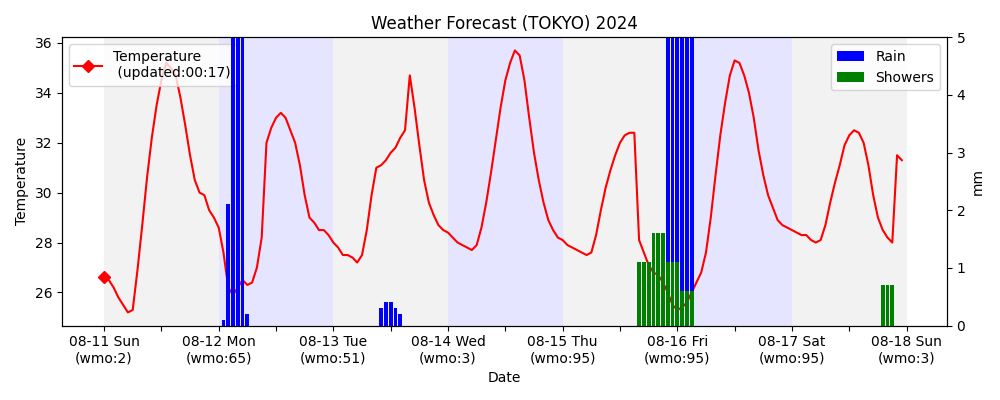 Weather Forecast (TOKYO) 2024
Temperature
(updated:00:17)
Rain
Showers
36
34
32
30
28
26
Temperature
5
4
3
2
1
0
mm
08-11 Sun
(wmo:2)
08-12 Mon
(wmo:65)
08-13 Tue
(wmo:51)
08-14 Wed
(wmo:3)
08-15 Thu
(wmo:95)
08-16 Fri
(wmo:95)
08-17 Sat
(wmo:95)
08-18 Sun
(wmo:3)
Date